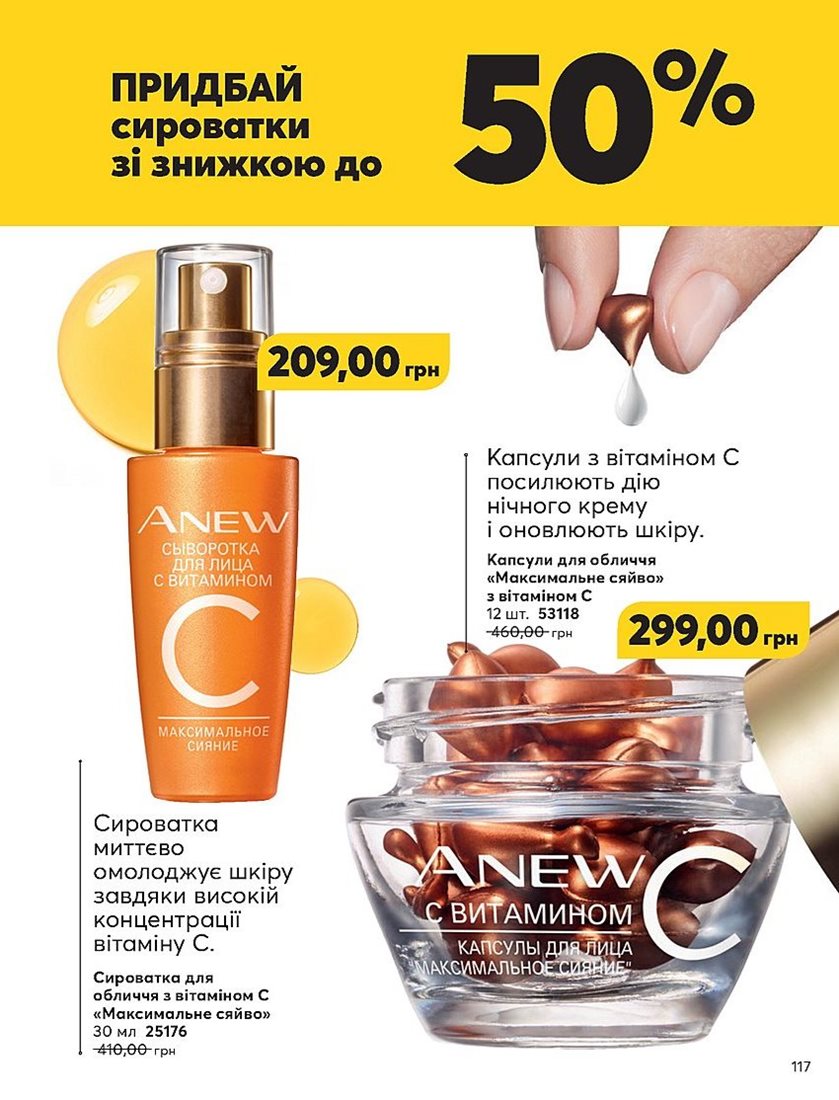 ПРИДБАЙ
сироватки
зі знижкою до
50%
209,00 грн
ANEW
СЫВОРОТКА
ДЛЯ ЛИЦА
С ВИТАМИНОМ
C
МАКСИМАЛЬНОЕ
СИЯНИЕ
Капсули з вітаміном С
посилюють дію
нічного крему
і оновлюють шкіру.
Капсули для обличчя
«Максимальне сяйво»
з вітаміном С
12 шт. 53118
460,00 грн
299,00 грн
Сироватка
миттєво
омолоджує шкіру
завдяки високій
концентрації
вітаміну С.
Сироватка для
обличчя з вітаміном С
«Максимальне сяйво»
30 мл 25176
410,00 грн
ANEW C
С ВИТАМИНОМ
КАПСУЛЫ ДЛЯ ЛИЦА
"МАКСИМАЛЬНОЕ СИЯНИЕ"
117